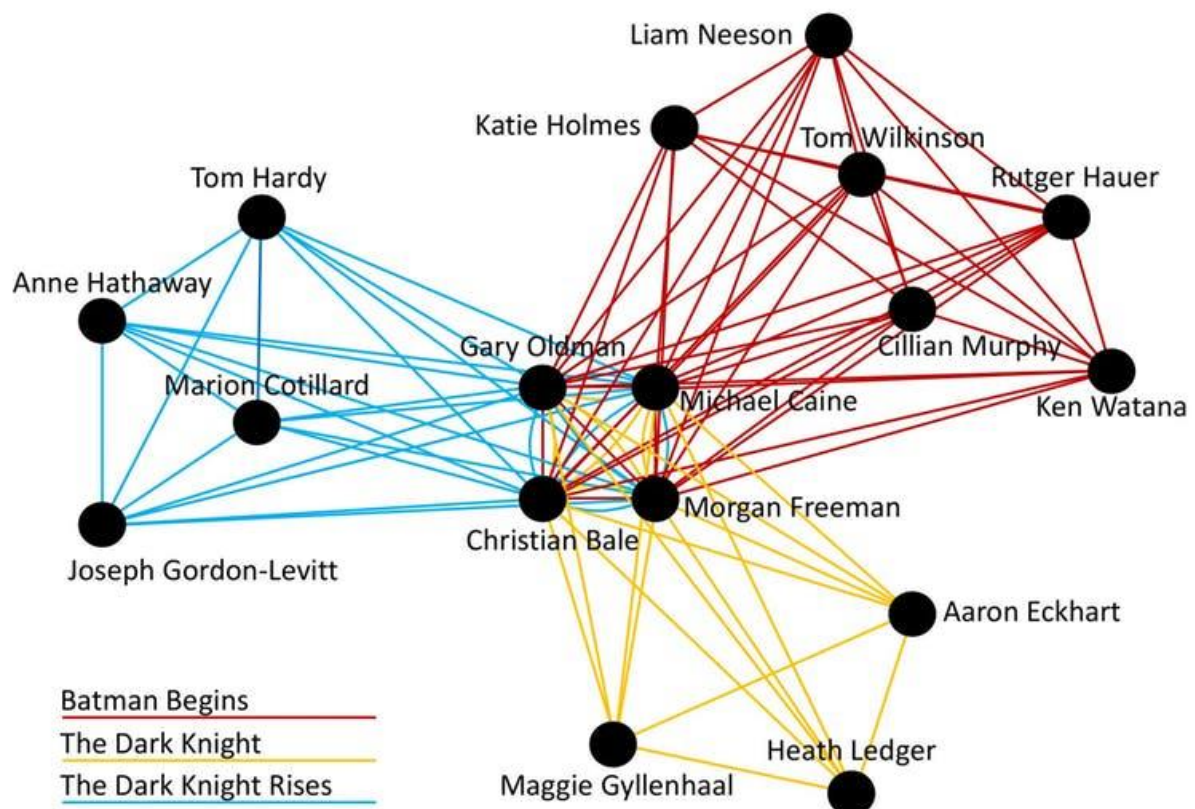 Liam Neeson
Katie Holmes
Tom Wilkinson
Tom Hardy
Rutger Hauer
Anne Hathaway
Gary Oldman
Cillian Murphy
Marion Cotillard
Michael Caine
Ken Watana
Morgan Freeman
Christian Bale
Joseph Gordon-Levitt
Aaron Eckhart
Batman Begins
The Dark Knight
Heath Ledger
The Dark Knight Rises
Maggie Gyllenhaal